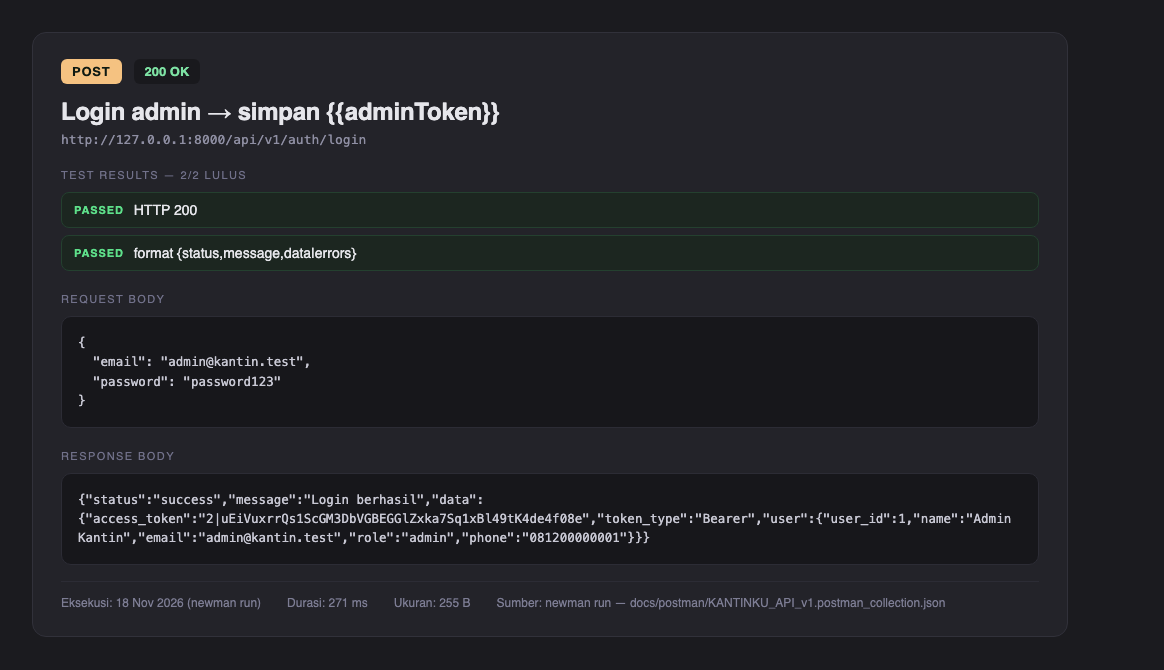 POST 200 OK
Login admin → simpan {{adminToken}}
http://127.0.0.1:8000/api/v1/auth/login
TEST RESULTS — 2/2 LULUS
PASSED HTTP 200
PASSED format {status,message,data|errors}
REQUEST BODY
{
  "email": "admin@kantin.test",
  "password": "password123"
}
RESPONSE BODY
{"status":"success","message":"Login berhasil","data":
{"access_token":"2|uEiVuxrrQs1ScGM3DbVGBEGGlZxka7Sq1xBl49tK4de4f08e","token_type":"Bearer","user":{"user_id":1,"name":"Admin
Kantin","email":"admin@kantin.test","role":"admin","phone":"081200000001"}}}
Eksekusi: 18 Nov 2026 (newman run) Durasi: 271 ms Ukuran: 255 B Sumber: newman run — docs/postman/KANTINKU_API_v1.postman_collection.json